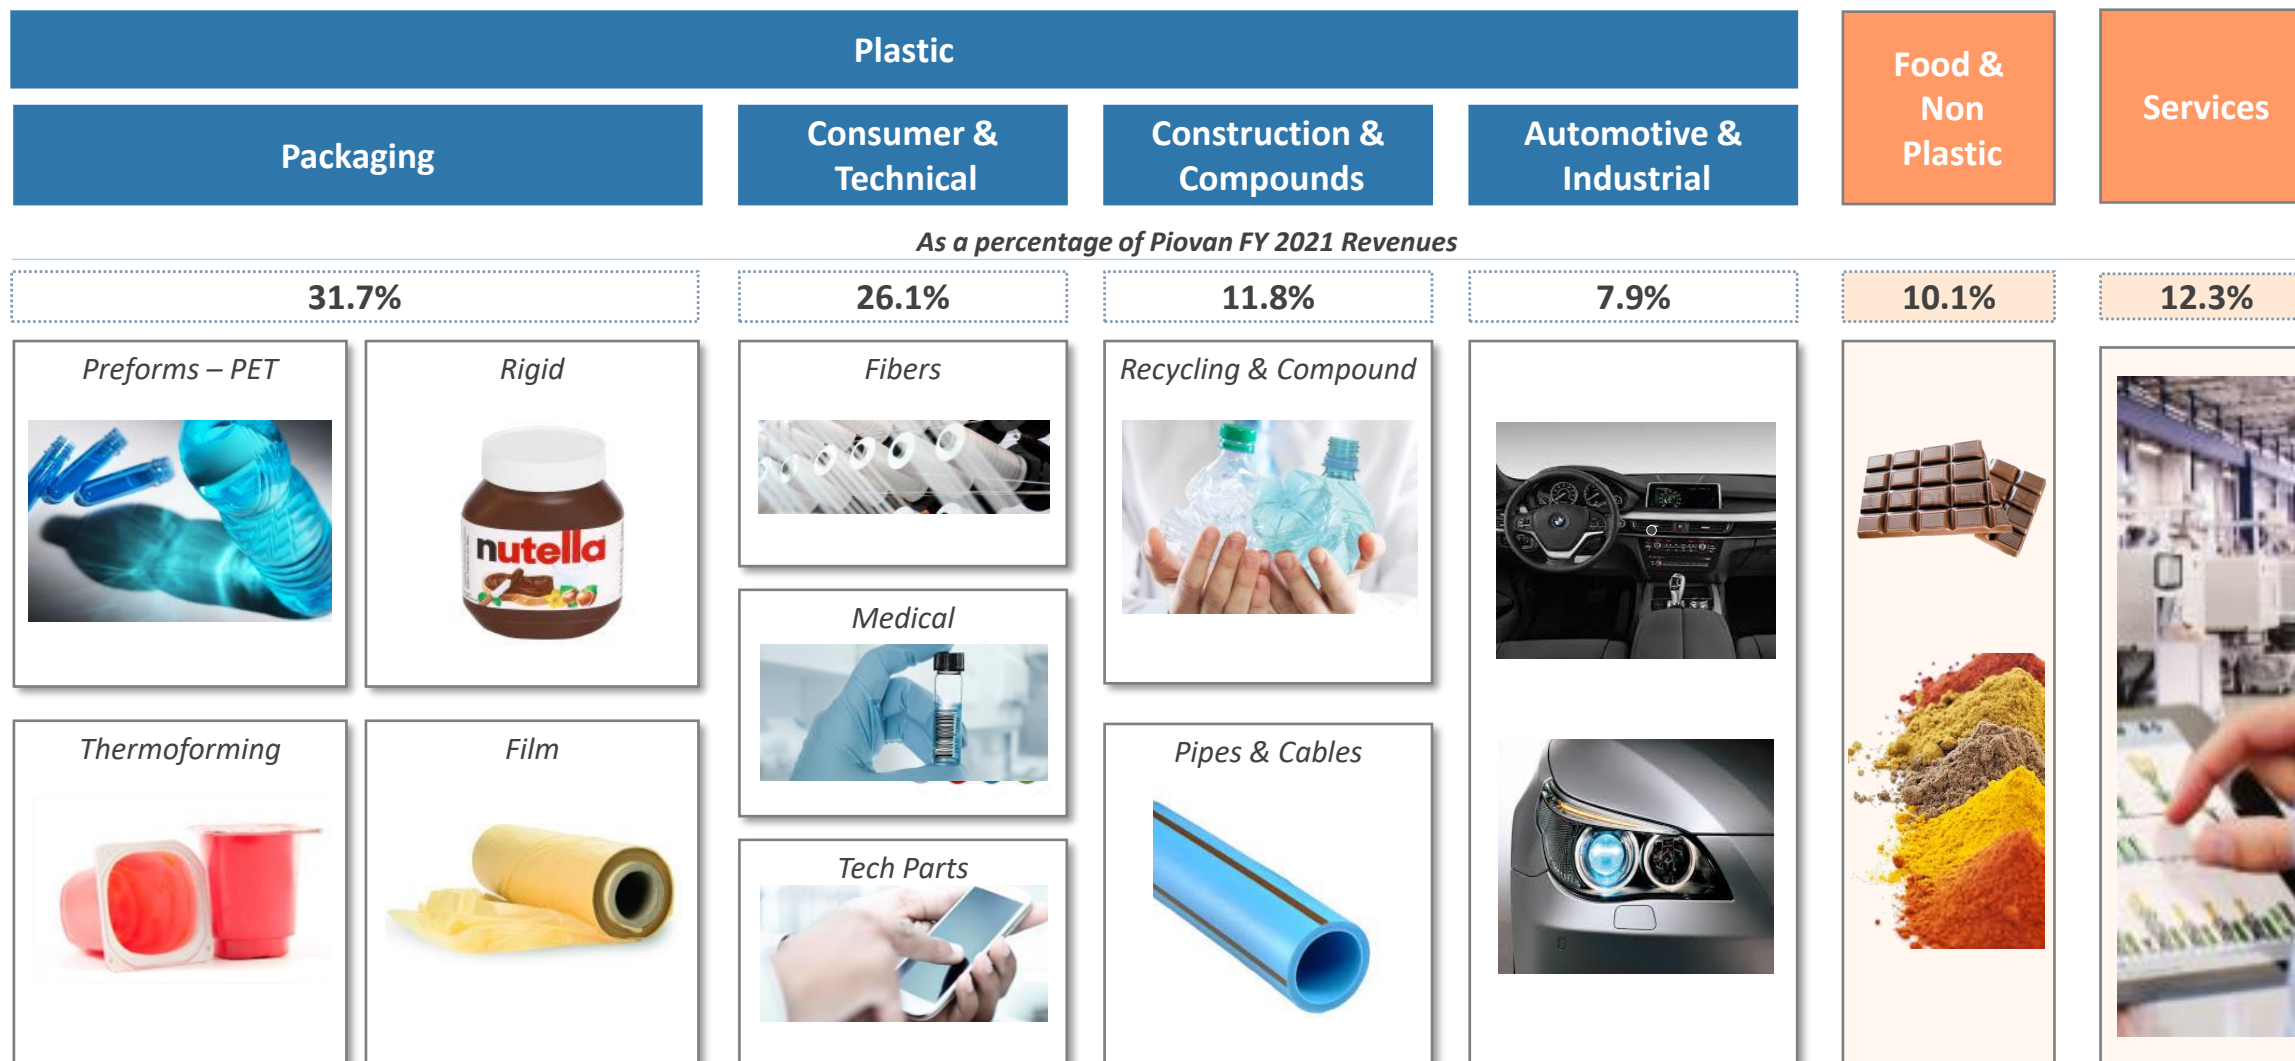 Plastic
Food &
Non
Plastic
Services
Packaging
Consumer &
Technical
Construction &
Compounds
Automotive &
Industrial
As a percentage of Piovan FY 2021 Revenues
31.7%
26.1%
11.8%
7.9%
10.1%
12.3%
Preforms – PET
Rigid
Fibers
Recycling & Compound
nutella
Medical
Thermoforming
Film
Pipes & Cables
Tech Parts